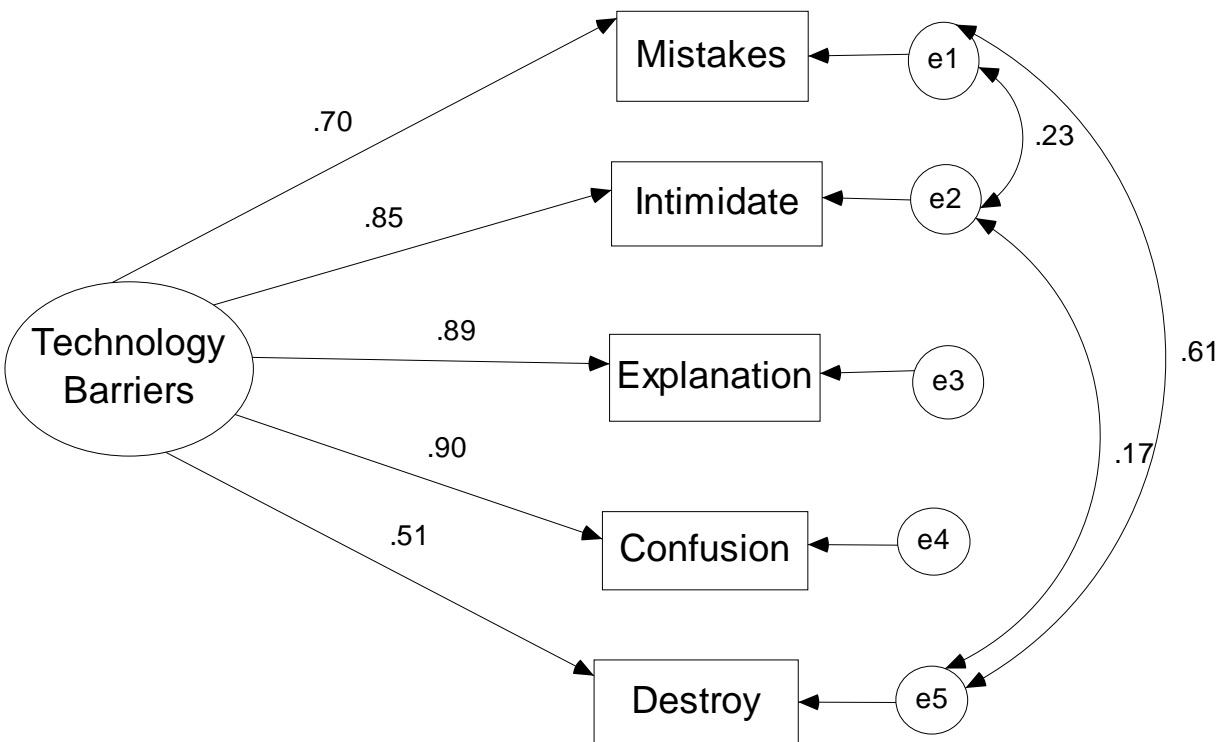 Mistakes
e1
.70
.23
Intimidate
e2
.85
Technology
Barriers
.89
Explanation
e3
.61
.90
.17
Confusion
e4
.51
Destroy
e5